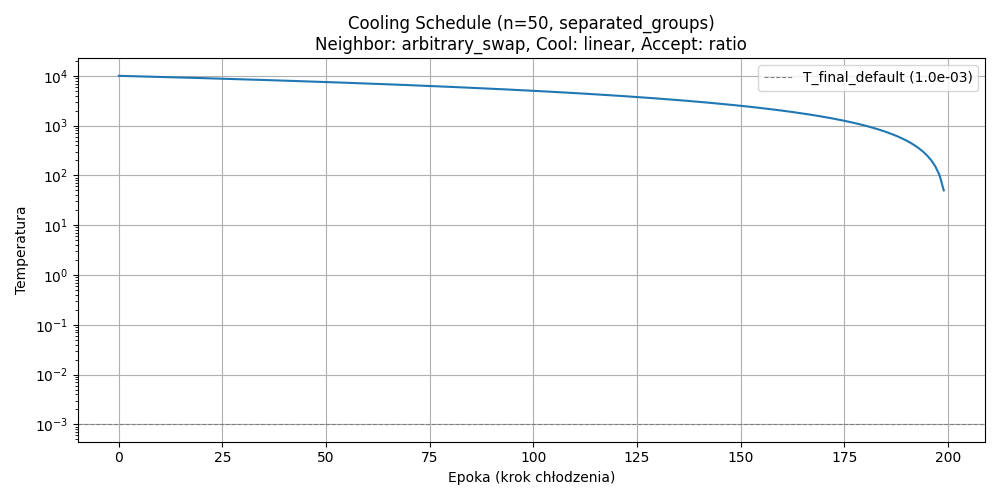 Cooling Schedule (n=50, separated_groups)
Neighbor: arbitrary_swap, Cool: linear, Accept: ratio
T_final_default (1.0e-03)
Temperatura
10⁴
10³
10²
10¹
10⁰
10⁻¹
10⁻²
10⁻³
0 25 50 75 100 125 150 175 200
Epoka (krok chłodzenia)